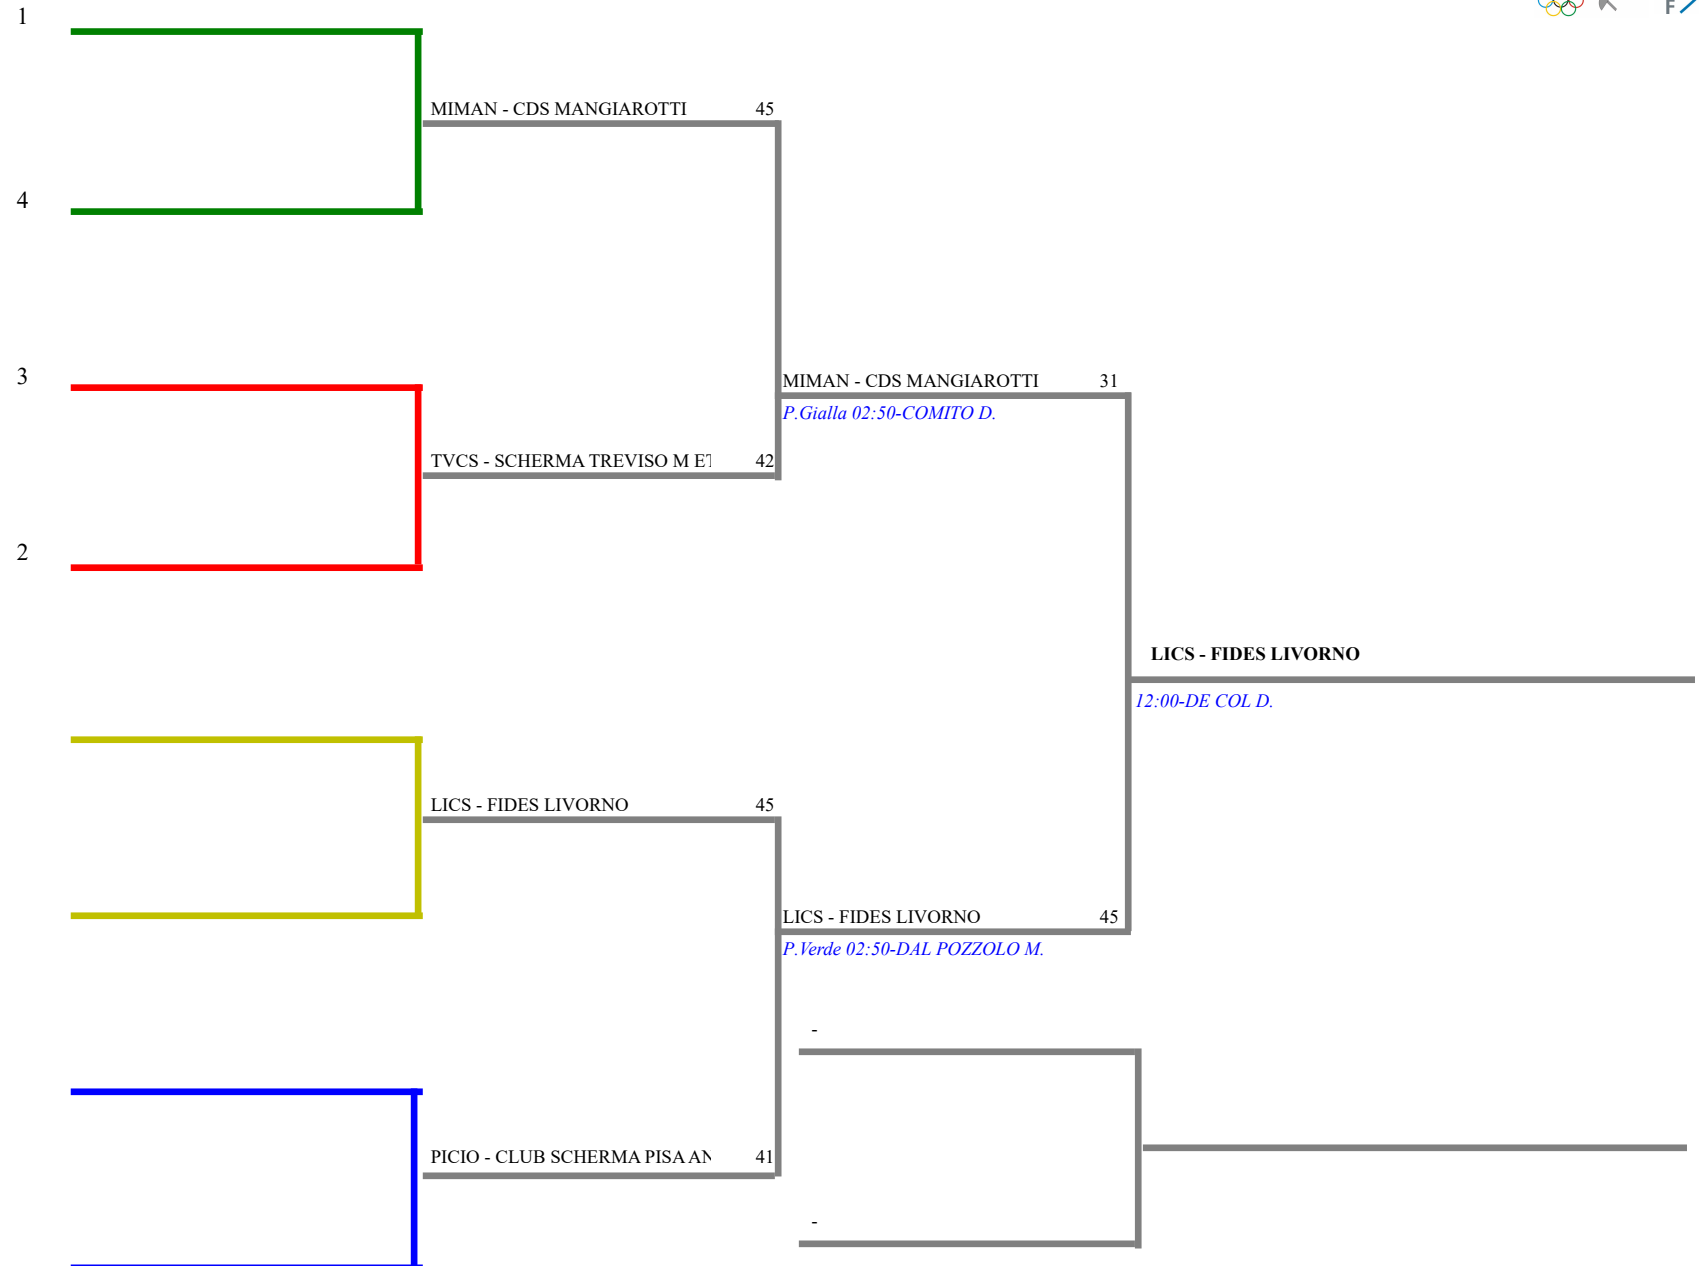 1
F
MIMAN - CDS MANGIAROTTI 45
4
3
MIMAN - CDS MANGIAROTTI 31
P.Gialla 02:50-COMITO D.
TVCS - SCHERMA TREVISO M ET 42
2
LICS - FIDES LIVORNO
12:00-DE COL D.
LICS - FIDES LIVORNO 45
LICS - FIDES LIVORNO 45
P.Verde 02:50-DAL POZZOLO M.
-
PICIO - CLUB SCHERMA PISA AN 41
-